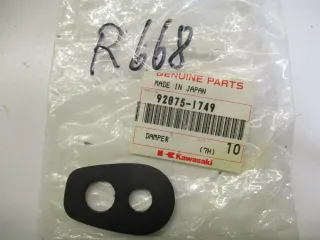 R668
GENUINE PARTS
MADE IN JAPAN
92075-1749
DAMPER
(7H) 10
Kawasaki